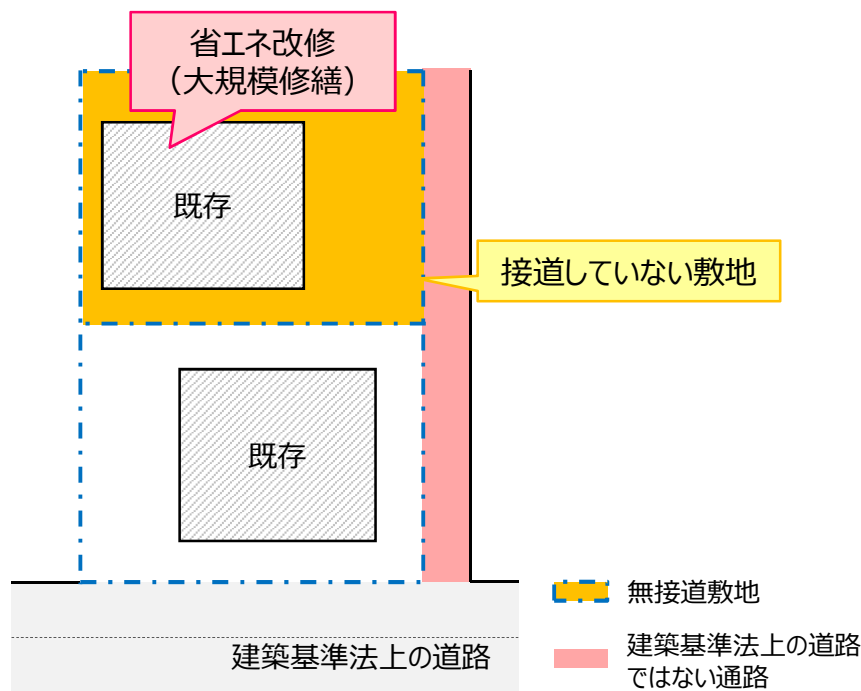 省エネ改修
（大規模修繕）
既存
接道していない敷地
既存
建築基準法上の道路
無接道敷地
建築基準法上の道路
ではない通路